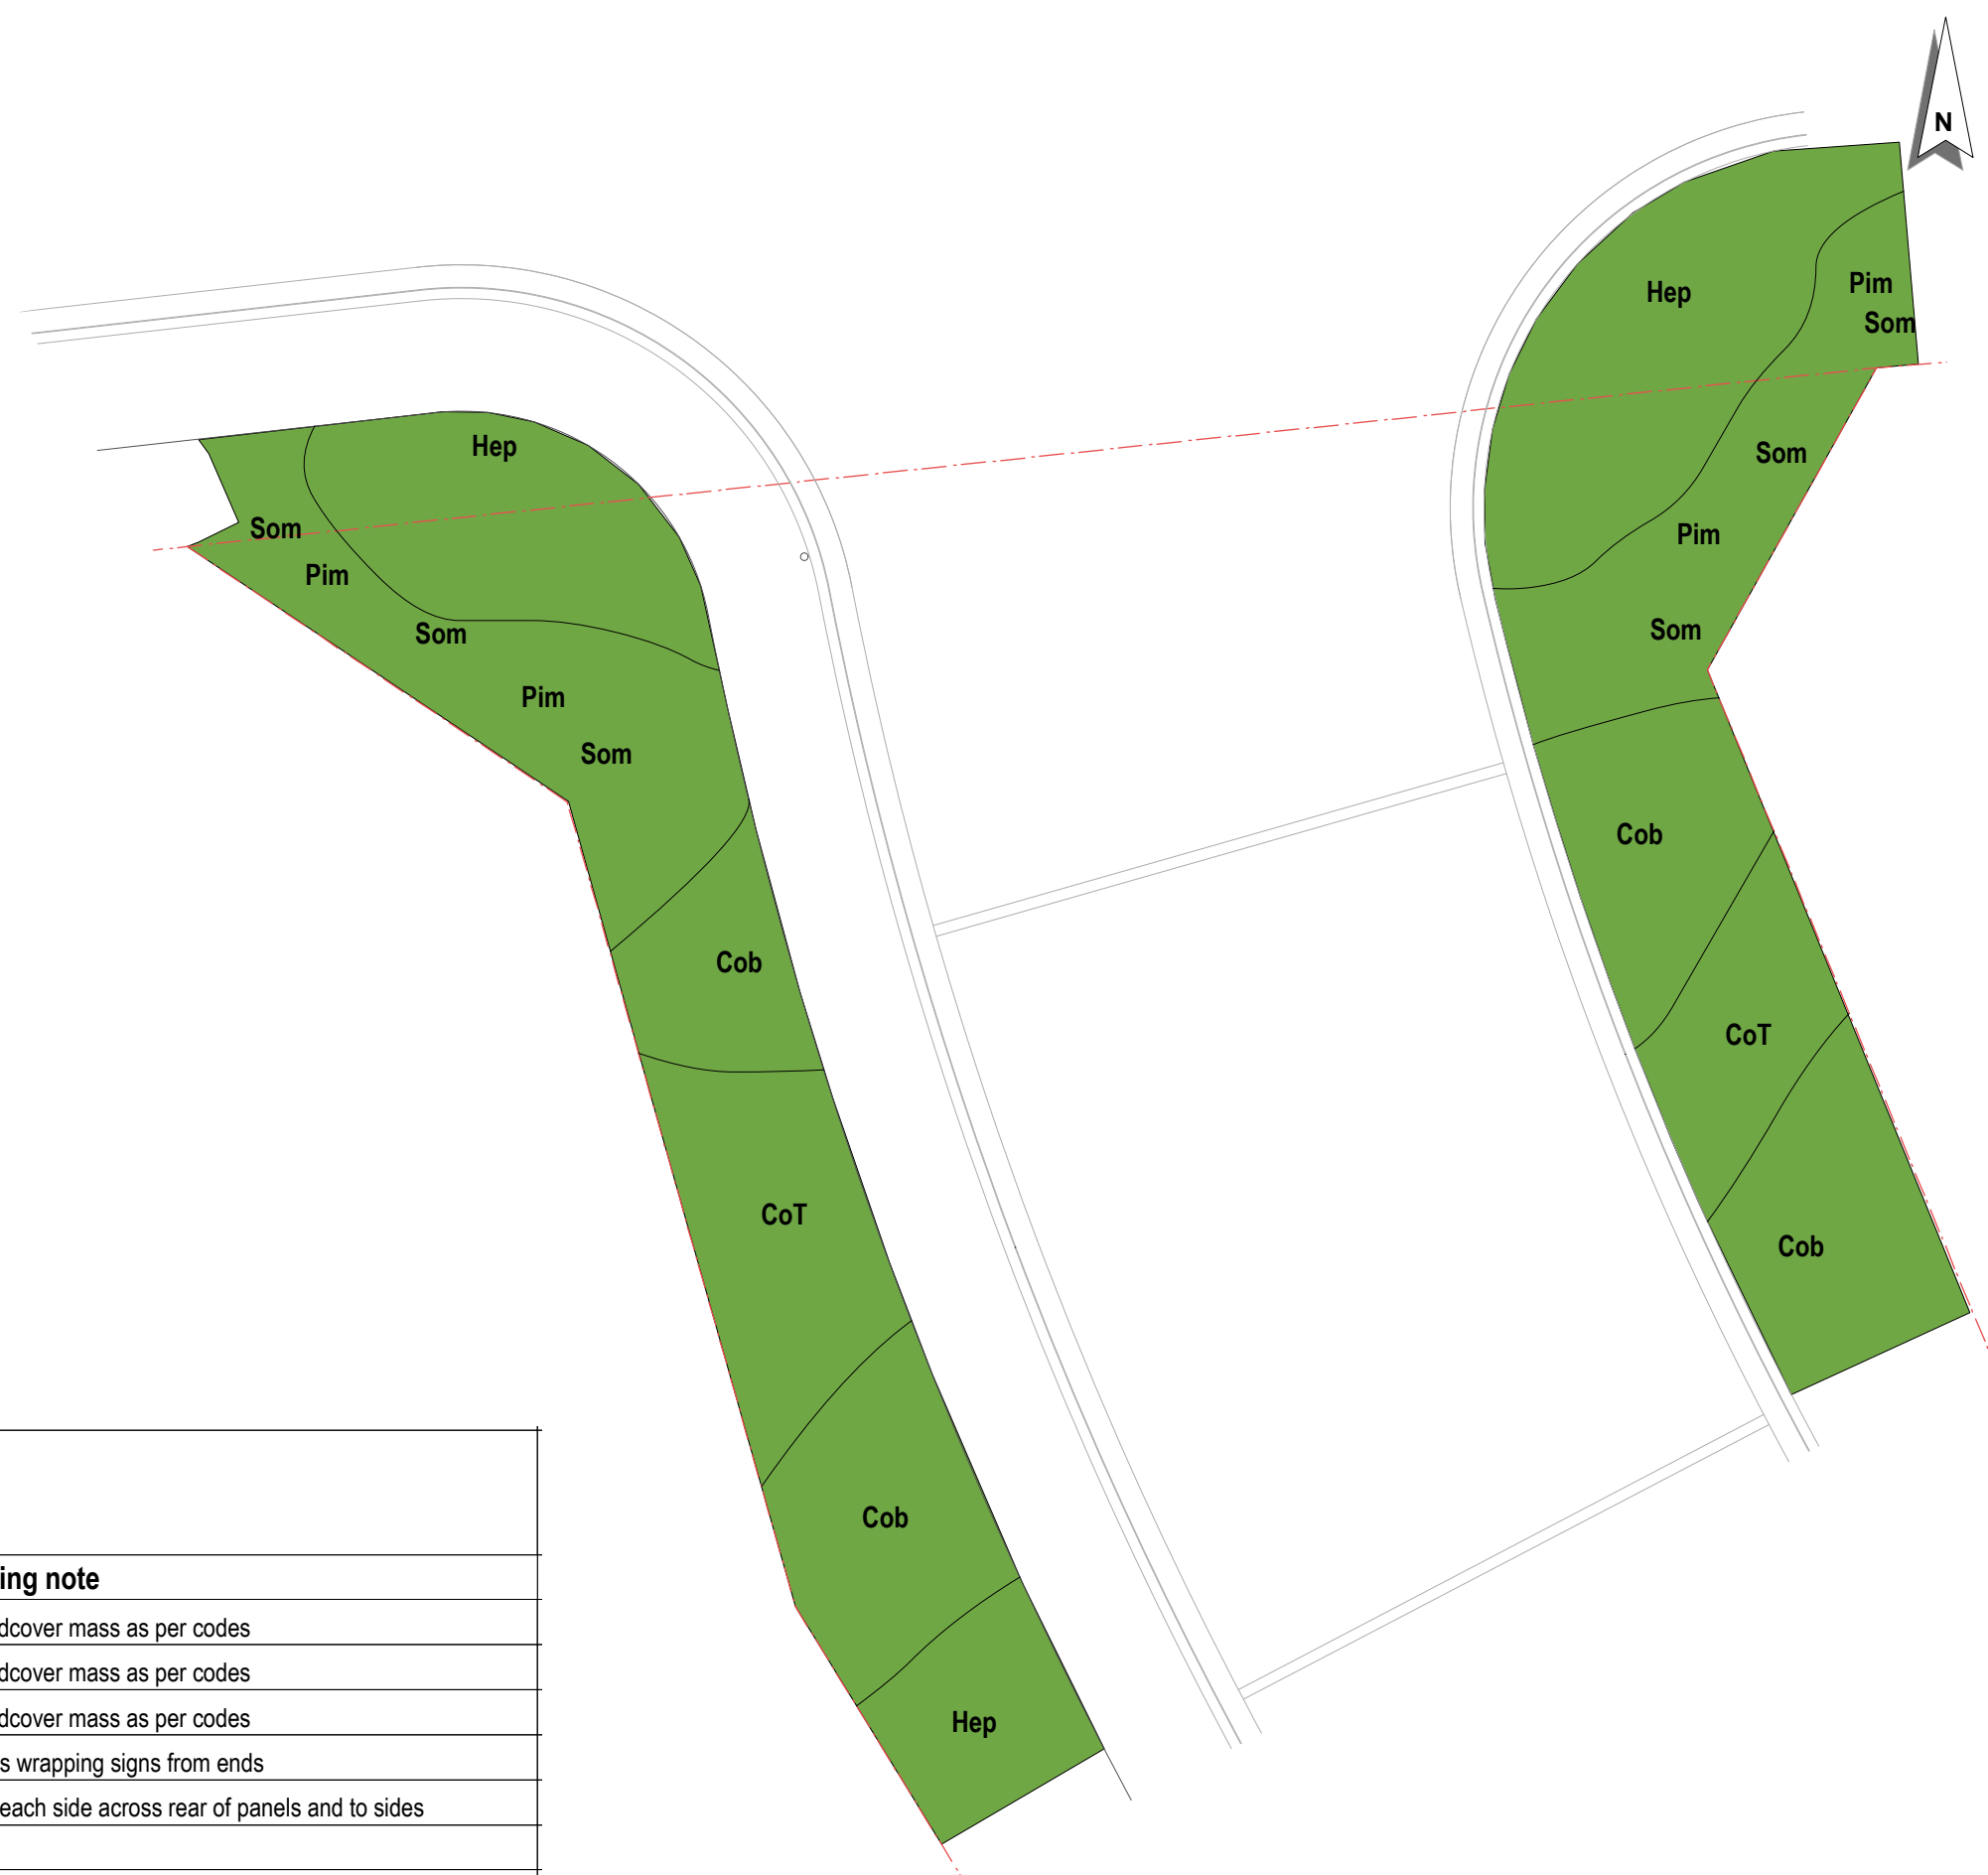 N
Hep
Pim
Som
Hep
Som
Som
Pim
Pim
Som
Som
Pim
Som
Cob
Cob
CoT
CoT
Cob
Cob
Hep
ing note
dcover mass as per codes
dcover mass as per codes
dcover mass as per codes
s wrapping signs from ends
each side across rear of panels and to sides